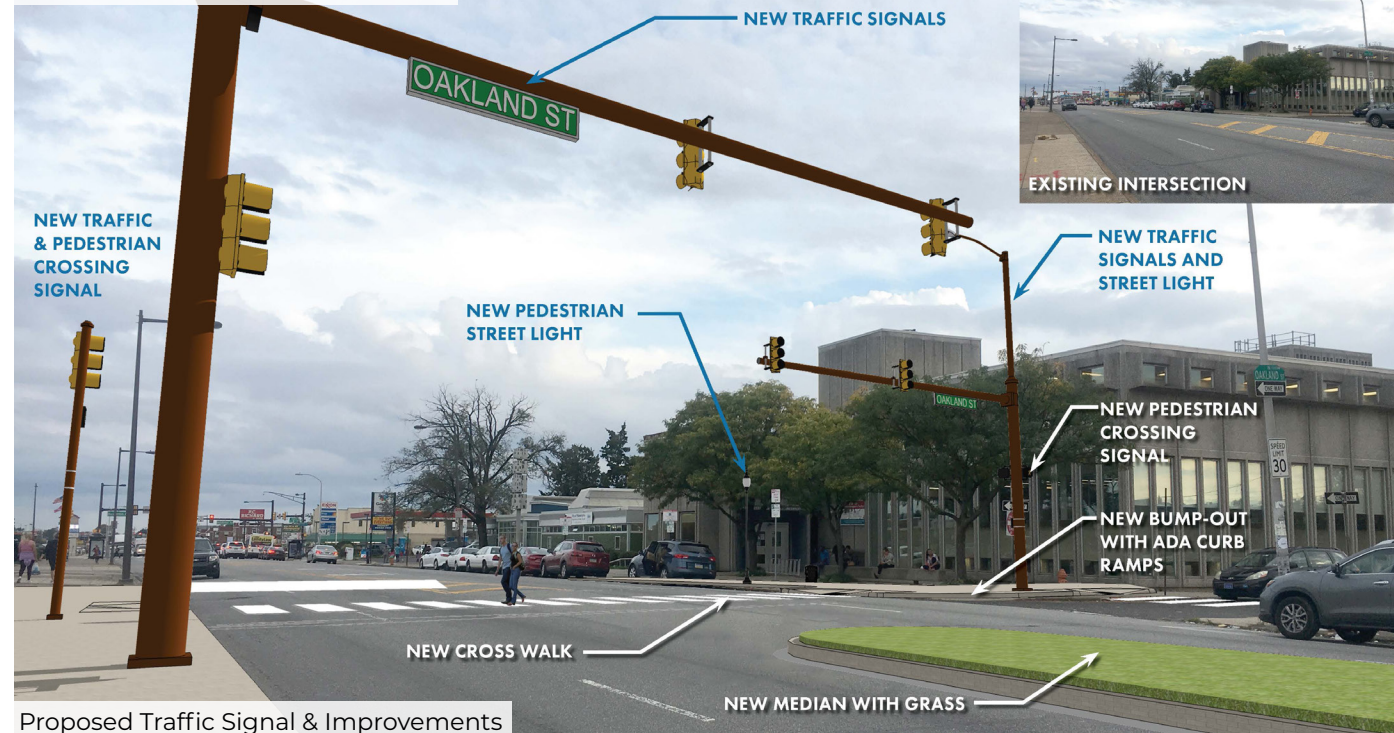 NEW TRAFFIC SIGNALS
OAKLAND ST
EXISTING INTERSECTION
NEW TRAFFIC
& PEDESTRIAN
CROSSING
SIGNAL
NEW TRAFFIC
SIGNALS AND
STREET LIGHT
NEW PEDESTRIAN
STREET LIGHT
OAKLAND ST
OAKLAND ST
ONE WAY
NEW PEDESTRIAN
CROSSING
SIGNAL
SPEED
LIMIT
30
NEW BUMP-OUT
WITH ADA CURB
RAMPS
NEW CROSS WALK
NEW MEDIAN WITH GRASS
Proposed Traffic Signal & Improvements